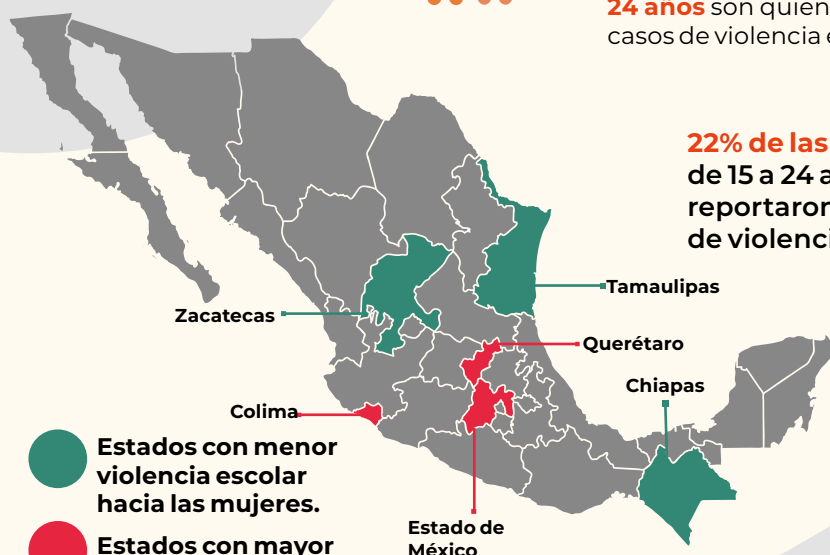 24 años son quien
casos de violencia e
22% de las
de 15 a 24 a
reportaron
de violenci
Tamaulipas
Zacatecas
Querétaro
Chiapas
Colima
Estados con menor
violencia escolar
hacia las mujeres.
Estado de
México
Estados con mayor